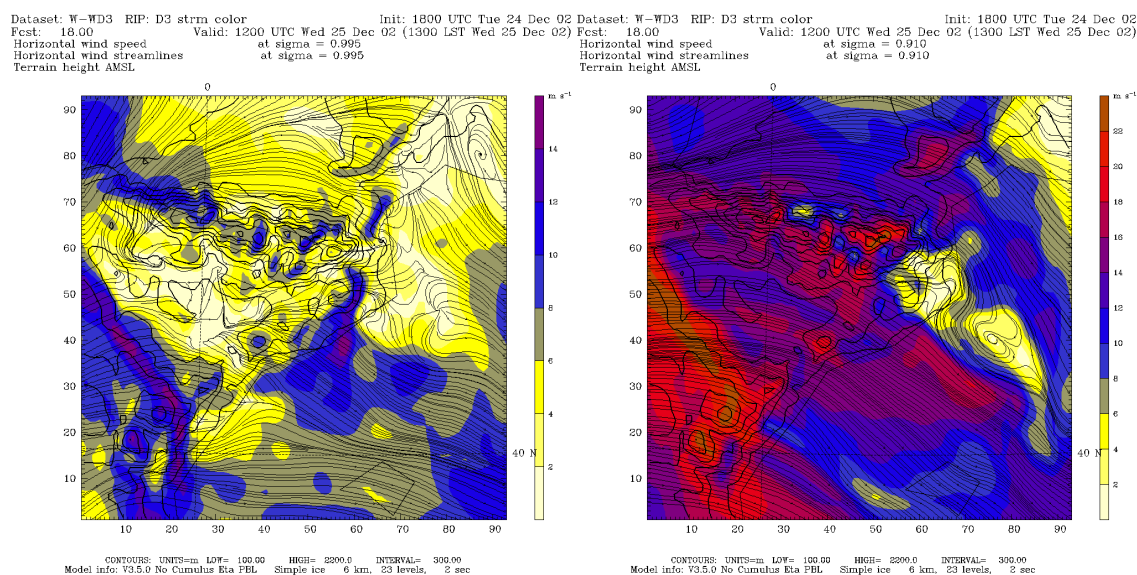 Dataset: W-WD3 RIP: D3 strm color Init: 1800 UTC Tue 24 Dec 02
Fcst: 18.00 Valid: 1200 UTC Wed 25 Dec 02 (1300 LST Wed 25 Dec 02)
Horizontal wind speed at sigma = 0.995
Horizontal wind streamlines at sigma = 0.995
Terrain height AMSL
0
m s⁻¹
90
80
70
60
50
40
30
20
10
14
12
10
8
6
4
2
40 N
10 20 30 40 50 60 70 80 90
CONTOURS: UNITS=m LOW= 100.00 HIGH= 2200.0 INTERVAL= 300.00
Model info: V3.5.0 No Cumulus Eta PBL Simple ice 6 km, 23 levels, 2 sec
Dataset: W-WD3 RIP: D3 strm color Init: 1800 UTC Tue 24 Dec 02
Fcst: 18.00 Valid: 1200 UTC Wed 25 Dec 02 (1300 LST Wed 25 Dec 02)
Horizontal wind speed at sigma = 0.910
Horizontal wind streamlines at sigma = 0.910
Terrain height AMSL
0
m s⁻¹
90
80
70
60
50
40
30
20
10
22
20
18
16
14
12
10
8
6
4
2
40 N
10 20 30 40 50 60 70 80 90
CONTOURS: UNITS=m LOW= 100.00 HIGH= 2200.0 INTERVAL= 300.00
Model info: V3.5.0 No Cumulus Eta PBL Simple ice 6 km, 23 levels, 2 sec